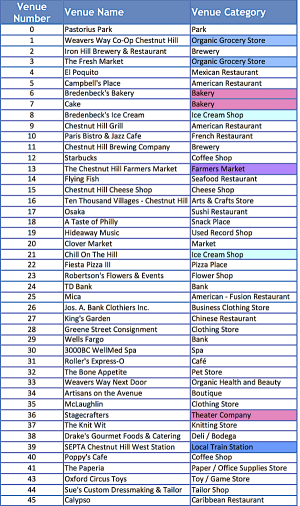 Venue Number Venue Name Venue Category
0 Pastorius Park Park
1 Weavers Way Co-Op Chestnut Hill Organic Grocery Store
2 Iron Hill Brewery & Restaurant Brewery
3 The Fresh Market Organic Grocery Store
4 El Poquito Mexican Restaurant
5 Campbell's Place American Restaurant
6 Bredenbeck's Bakery Bakery
7 Cake Bakery
8 Bredenbeck's Ice Cream Ice Cream Shop
9 Chestnut Hill Grill American Restaurant
10 Paris Bistro & Jazz Cafe French Restaurant
11 Chestnut Hill Brewing Company Brewery
12 Starbucks Coffee Shop
13 The Chestnut Hill Farmers Market Farmers Market
14 Flying Fish Seafood Restaurant
15 Chestnut Hill Cheese Shop Cheese Shop
16 Ten Thousand Villages - Chestnut Hill Arts & Crafts Store
17 Osaka Sushi Restaurant
18 A Taste of Philly Snack Place
19 Hideaway Music Used Record Shop
20 Clover Market Market
21 Chill On The Hill Ice Cream Shop
22 Fiesta Pizza III Pizza Place
23 Robertson's Flowers & Events Flower Shop
24 TD Bank Bank
25 Mica American - Fusion Restaurant
26 Jos. A. Bank Clothiers Inc. Business Clothing Store
27 King's Garden Chinese Restaurant
28 Greene Street Consignment Clothing Store
29 Wells Fargo Bank
30 3000BC WellMed Spa Spa
31 Roller's Express-O Café
32 The Bone Appetite Pet Store
33 Weavers Way Next Door Organic Health and Beauty
34 Artisans on the Avenue Boutique
35 McLaughlin Clothing Store
36 Stagecrafters Theater Company
37 The Knit Wit Knitting Store
38 Drake's Gourmet Foods & Catering Deli / Bodega
39 SEPTA Chestnut Hill West Station Local Train Station
40 Poppy's Cafe Coffee Shop
41 The Paperia Paper / Office Supplies Store
43 Oxford Circus Toys Toy / Game Store
44 Sue's Custom Dressmaking & Tailor Tailor Shop
45 Calypso Caribbean Restaurant